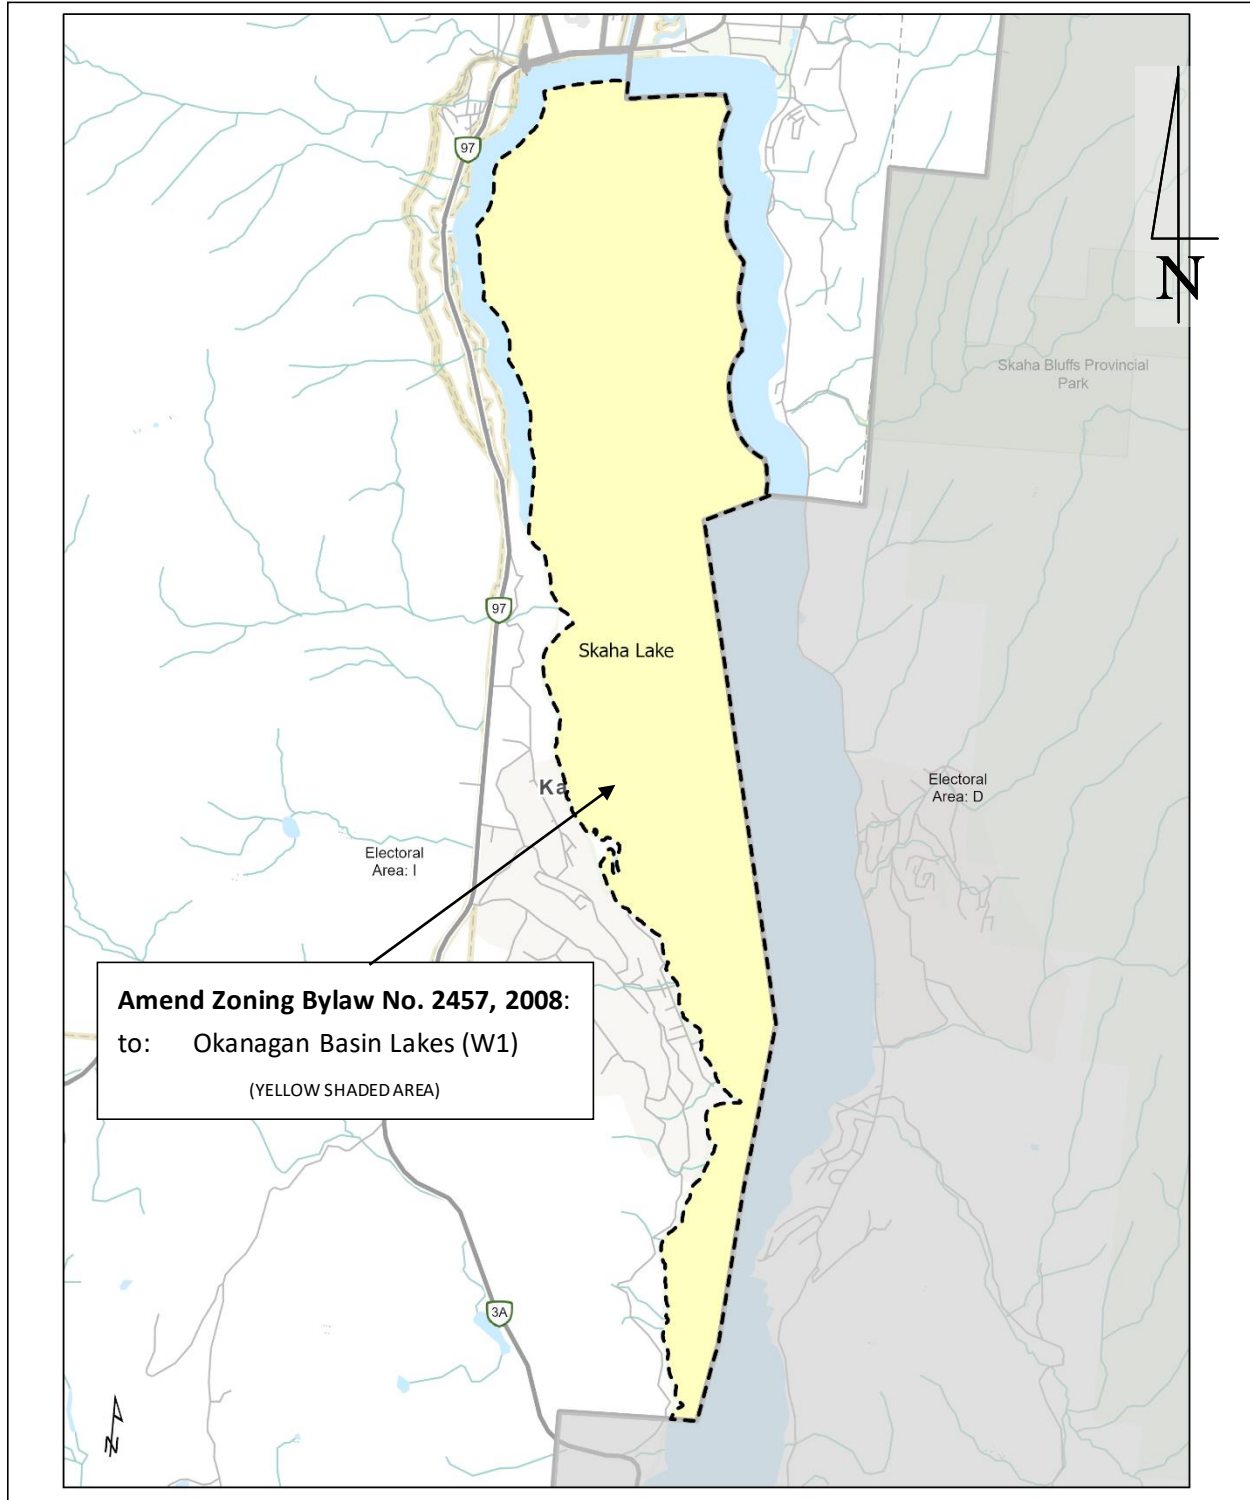 97
N
Skaha Bluffs Provincial
Park
97
Skaha Lake
Ka
Electoral
Area: D
Electoral
Area: I
Amend Zoning Bylaw No. 2457, 2008:
to: Okanagan Basin Lakes (W1)
(YELLOW SHADED AREA)
3A
N